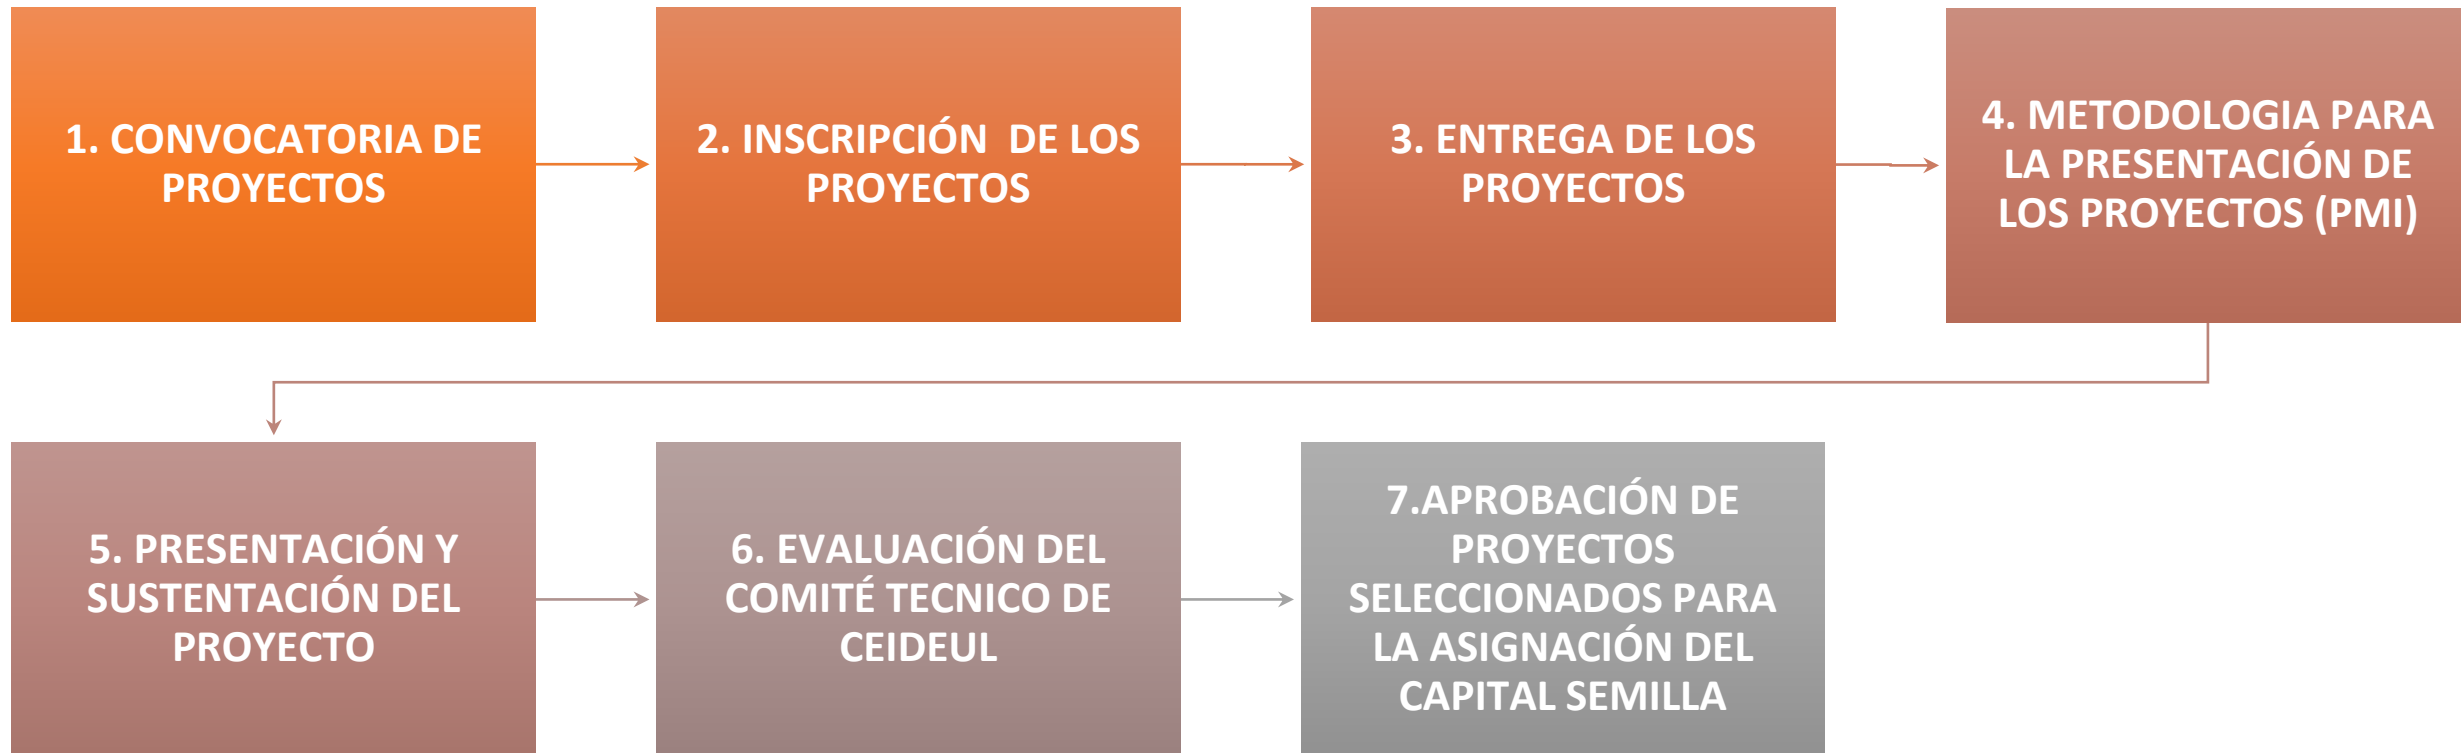 1. CONVOCATORIA DE
PROYECTOS
2. INSCRIPCIÓN  DE LOS
PROYECTOS
3. ENTREGA DE LOS
PROYECTOS
4. METODOLOGIA PARA
LA PRESENTACIÓN DE
LOS PROYECTOS (PMI)
5. PRESENTACIÓN Y
SUSTENTACIÓN DEL
PROYECTO
6. EVALUACIÓN DEL
COMITÉ TECNICO DE
CEIDEUL
7.APROBACIÓN DE
PROYECTOS
SELECCIONADOS PARA
LA ASIGNACIÓN DEL
CAPITAL SEMILLA